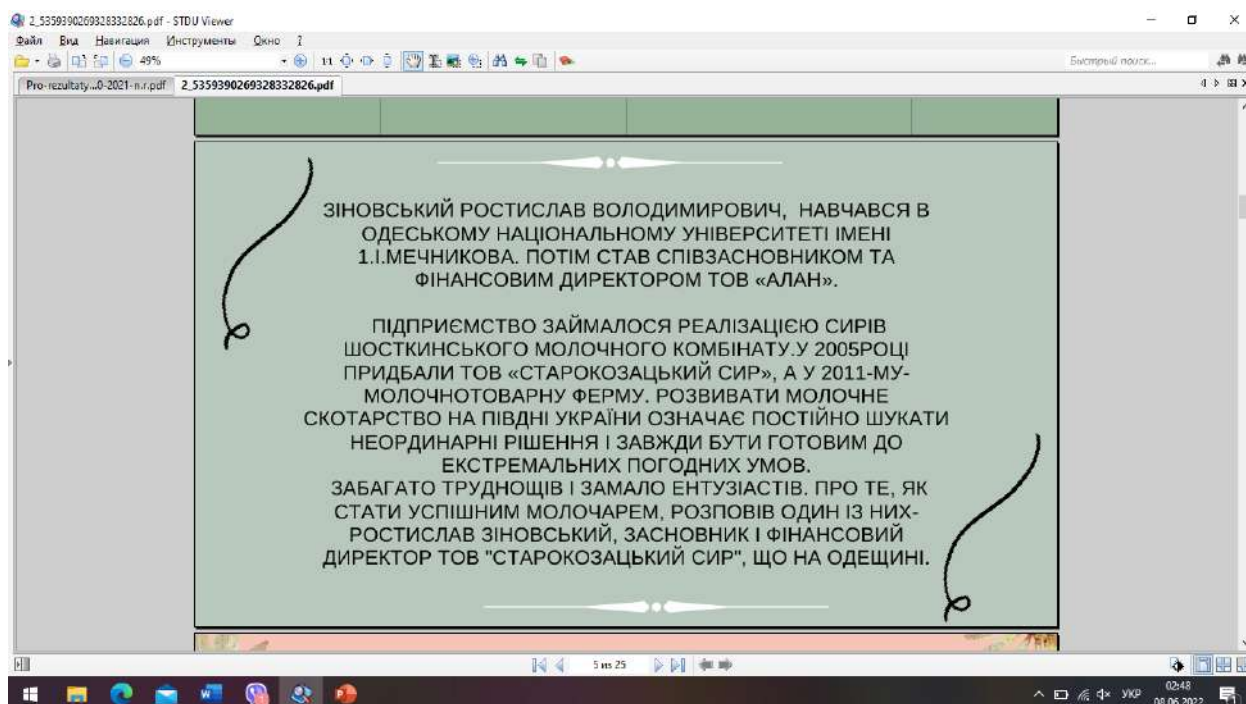 2_5359390269328332826.pdf - STDU Viewer
Файл Вид Навигация Инструменты Окно ?
49%
1:1
Быстрый поиск...
Pro-rezultaty...0-2021-n.r.pdf 2_5359390269328332826.pdf
ЗІНОВСЬКИЙ РОСТИСЛАВ ВОЛОДИМИРОВИЧ, НАВЧАВСЯ В
ОДЕСЬКОМУ НАЦІОНАЛЬНОМУ УНІВЕРСИТЕТІ ІМЕНІ
1.І.МЕЧНИКОВА. ПОТІМ СТАВ СПІВЗАСНОВНИКОМ ТА
ФІНАНСОВИМ ДИРЕКТОРОМ ТОВ «АЛАН».
ПІДПРИЄМСТВО ЗАЙМАЛОСЯ РЕАЛІЗАЦІЄЮ СИРІВ
ШОСТКИНСЬКОГО МОЛОЧНОГО КОМБІНАТУ.У 2005РОЦІ
ПРИДБАЛИ ТОВ «СТАРОКОЗАЦЬКИЙ СИР», А У 2011-МУ-
МОЛОЧНОТОВАРНУ ФЕРМУ. РОЗВИВАТИ МОЛОЧНЕ
СКОТАРСТВО НА ПІВДНІ УКРАЇНИ ОЗНАЧАЄ ПОСТІЙНО ШУКАТИ
НЕОРДИНАРНІ РІШЕННЯ І ЗАВЖДИ БУТИ ГОТОВИМ ДО
ЕКСТРЕМАЛЬНИХ ПОГОДНИХ УМОВ.
ЗАБАГАТО ТРУДНОЩІВ І ЗАМАЛО ЕНТУЗІАСТІВ. ПРО ТЕ, ЯК
СТАТИ УСПІШНИМ МОЛОЧАРЕМ, РОЗПОВІВ ОДИН ІЗ НИХ-
РОСТИСЛАВ ЗІНОВСЬКИЙ, ЗАСНОВНИК І ФІНАНСОВИЙ
ДИРЕКТОР ТОВ "СТАРОКОЗАЦЬКИЙ СИР", ЩО НА ОДЕЩИНІ.
5 из 25
УКР
02:48
08.06.2022